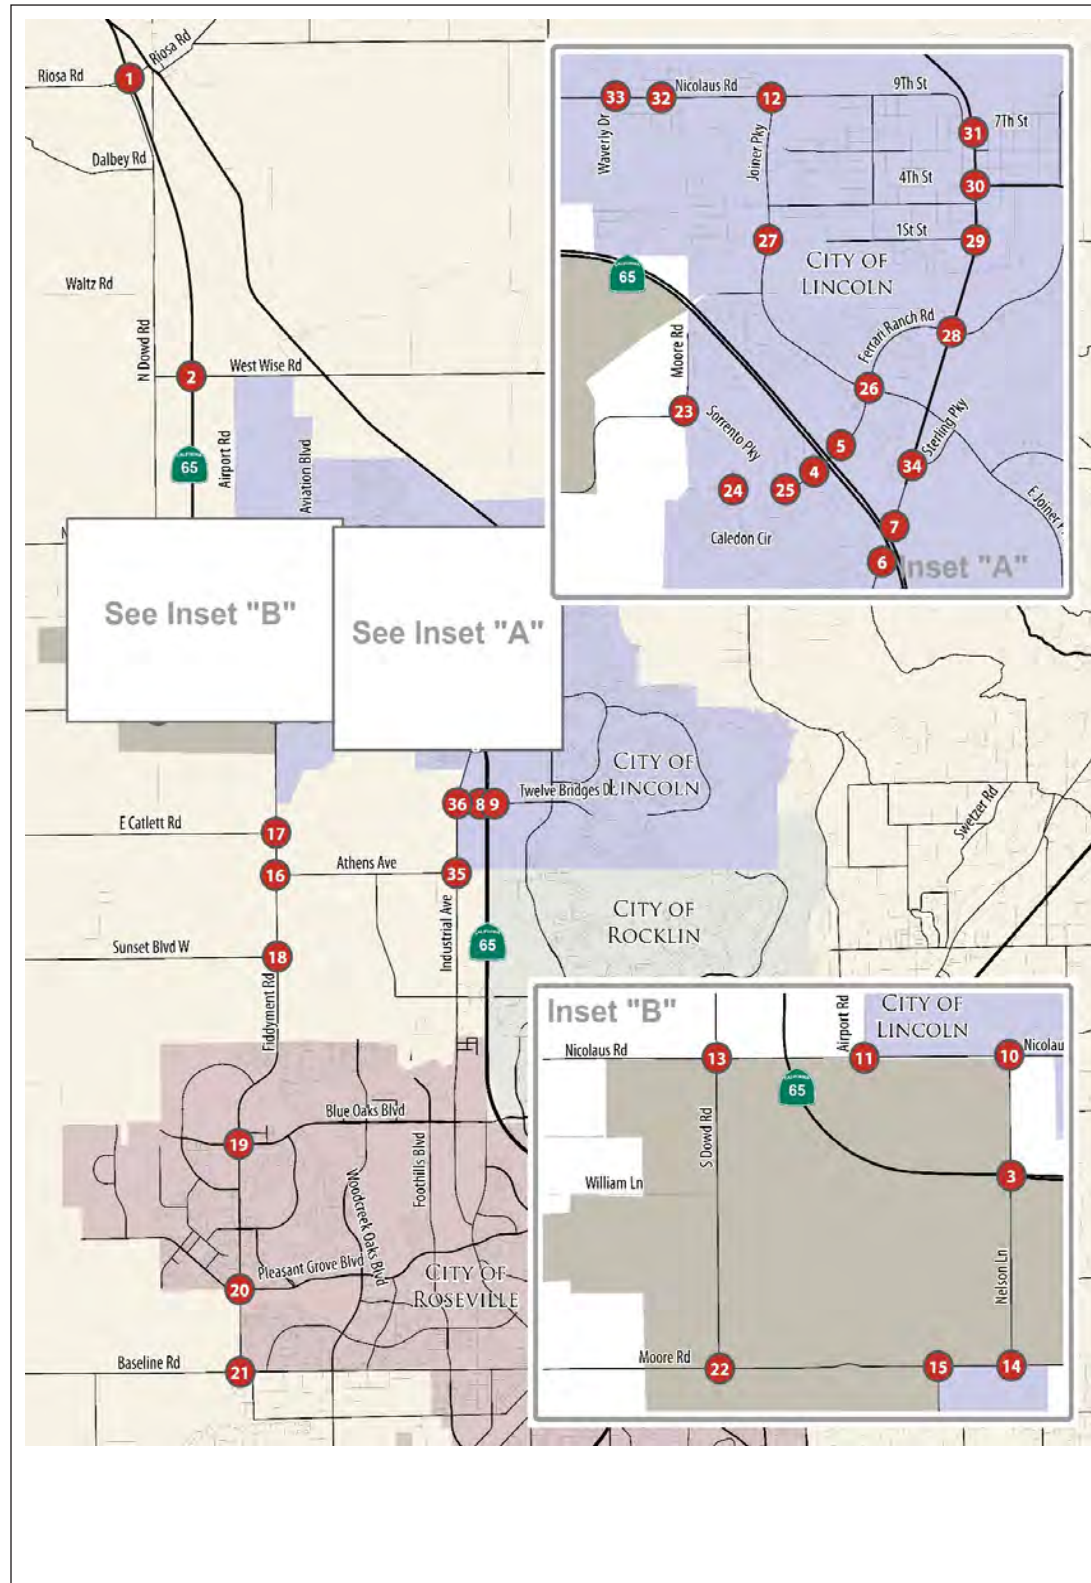 Riosa Rd
Riosa Rd
1
Dalbey Rd
Waltz Rd
N Dowd Rd
2
West Wise Rd
CALIFORNIA
65
Airport Rd
Aviation Blvd
N
See Inset "B"
See Inset "A"
33
32
Nicolaus Rd
12
9Th St
31
7Th St
Waverly Dr
Joiner Pky
4Th St
30
27
1St St
29
CITY OF
LINCOLN
65
Ferrari Ranch Rd
28
Moore Rd
26
23
Sorrento Pky
5
Sterling Pky
4
34
24
25
E Joiner P
Caledon Cir
7
6
Inset "A"
CITY OF
LINCOLN
36
8
9
Twelve Bridges D
E Catlett Rd
17
16
Athens Ave
35
Swetzer Rd
CITY OF
ROCKLIN
Industrial Ave
65
Sunset Blvd W
18
Fiddyment Rd
Inset "B"
Airport Rd
CITY OF
LINCOLN
Nicolaus Rd
13
11
10
Nicolau
65
S Dowd Rd
3
William Ln
Nelson Ln
Moore Rd
22
15
14
Blue Oaks Blvd
19
Woodcreek Oaks Blvd
Foothills Blvd
Pleasant Grove Blvd
20
CITY OF
ROSEVILLE
Baseline Rd
21